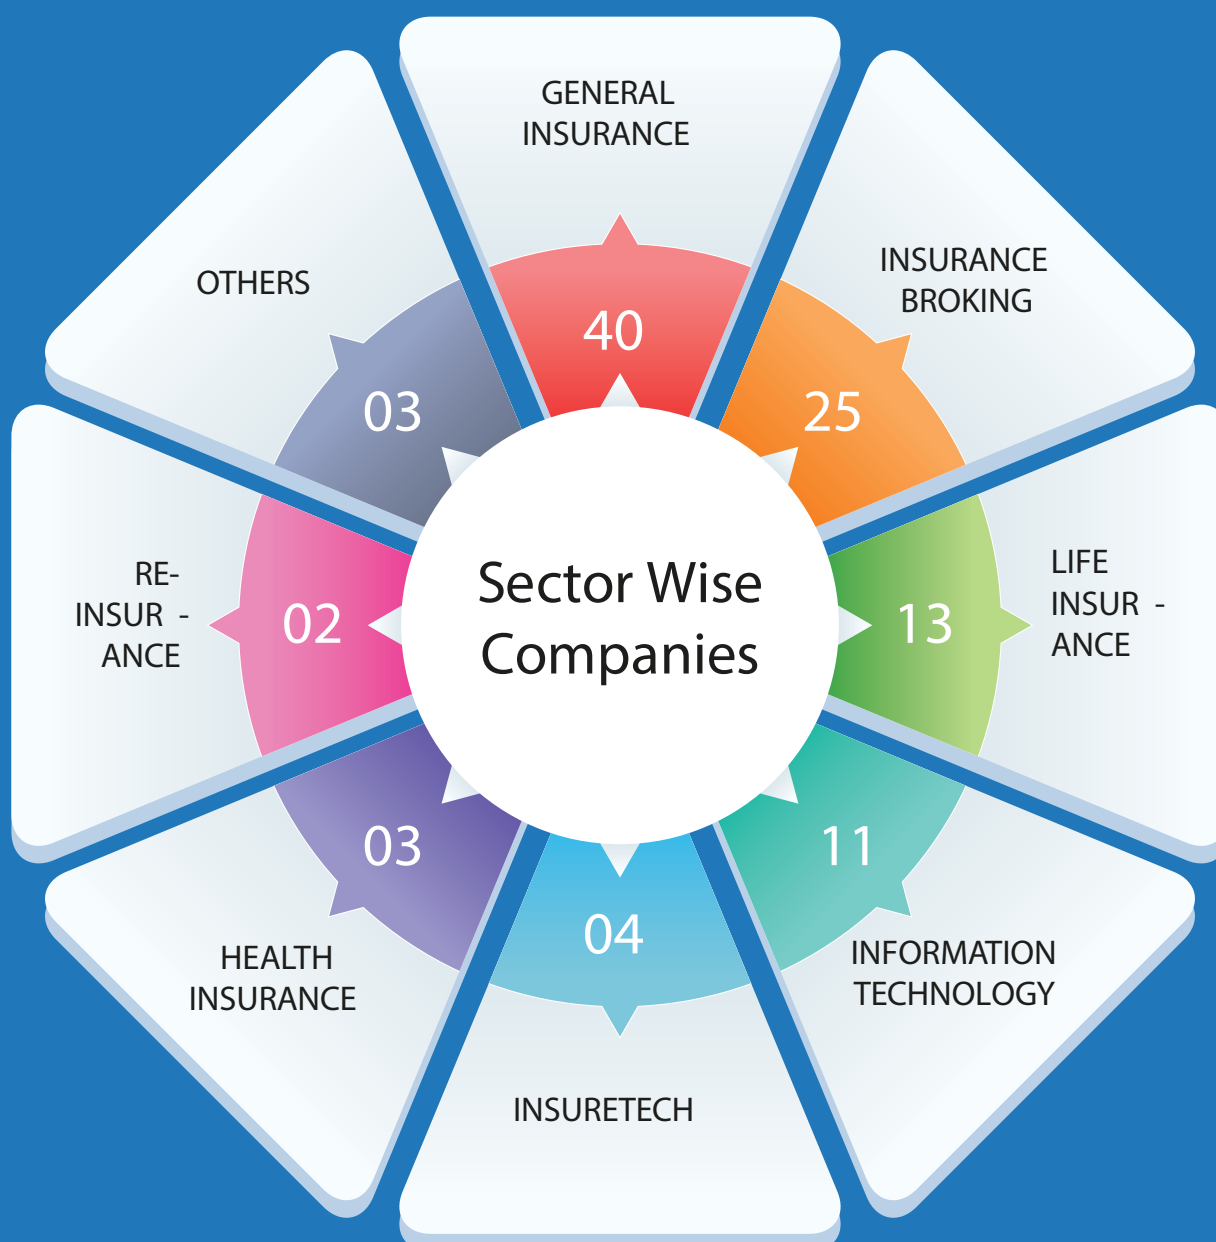 Sector Wise
Companies
GENERAL
INSURANCE
40
INSURANCE
BROKING
25
LIFE
INSUR -
ANCE
13
INFORMATION
TECHNOLOGY
11
INSURETECH
04
HEALTH
INSURANCE
03
RE-
INSUR -
ANCE
02
OTHERS
03